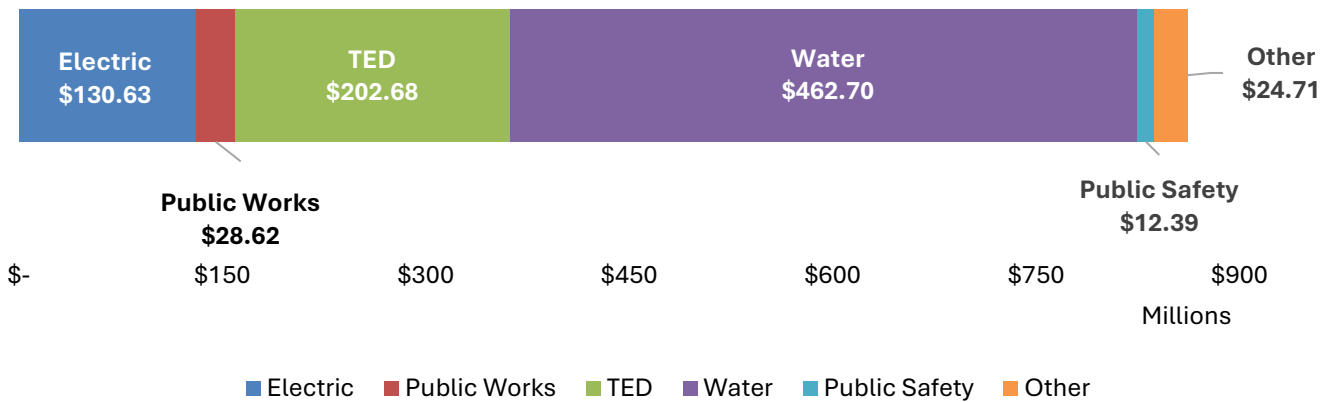 Electric
$130.63
TED
$202.68
Water
$462.70
Other
$24.71
Public Works
$28.62
Public Safety
$12.39
$- $150 $300 $450 $600 $750 $900
Millions
Electric Public Works TED Water Public Safety Other